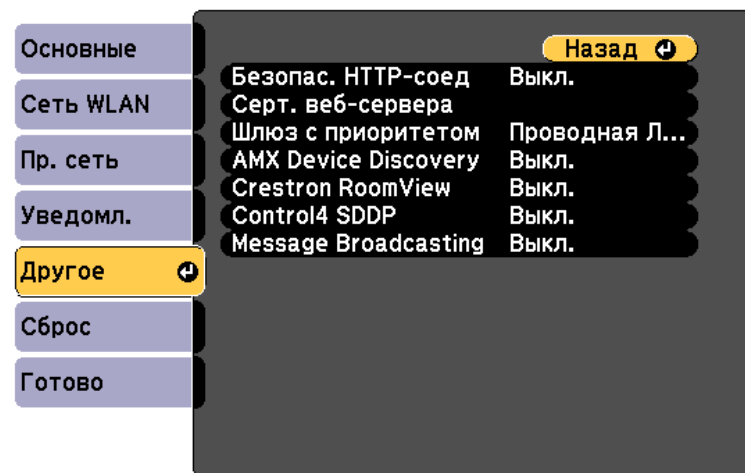 Основные
Сеть WLAN
Пр. сеть
Уведомл.
Другое
Сброс
Готово
Назад
Безопас. HTTP-соед Выкл.
Серт. веб-сервера
Шлюз с приоритетом Проводная Л...
AMX Device Discovery Выкл.
Crestron RoomView Выкл.
Control4 SDDP Выкл.
Message Broadcasting Выкл.